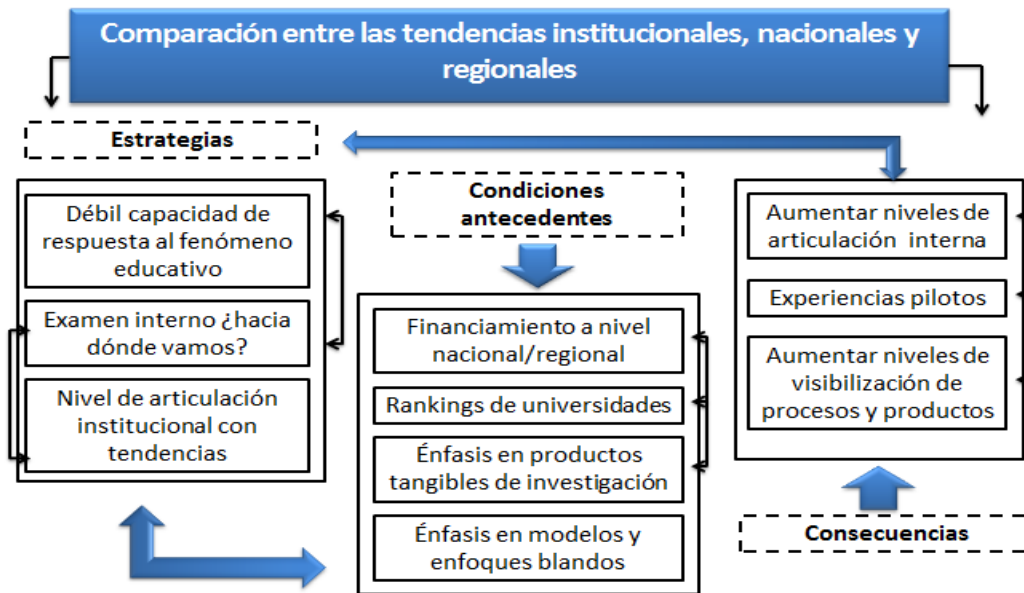 Comparación entre las tendencias institucionales, nacionales y
regionales
Estrategias
Débil capacidad de
respuesta al fenómeno
educativo
Examen interno ¿hacia
dónde vamos?
Nivel de articulación
institucional con
tendencias
Condiciones
antecedentes
Financiamiento a nivel
nacional/regional
Rankings de universidades
Énfasis en productos
tangibles de investigación
Énfasis en modelos y
enfoques blandos
Aumentar niveles de
articulación interna
Experiencias pilotos
Aumentar niveles de
visibilización de
procesos y productos
Consecuencias